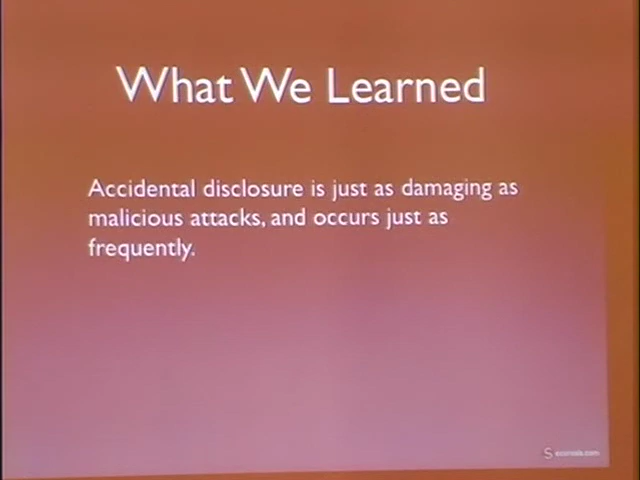 What We Learned
Accidental disclosure is just as damaging as
malicious attacks, and occurs just as
frequently.